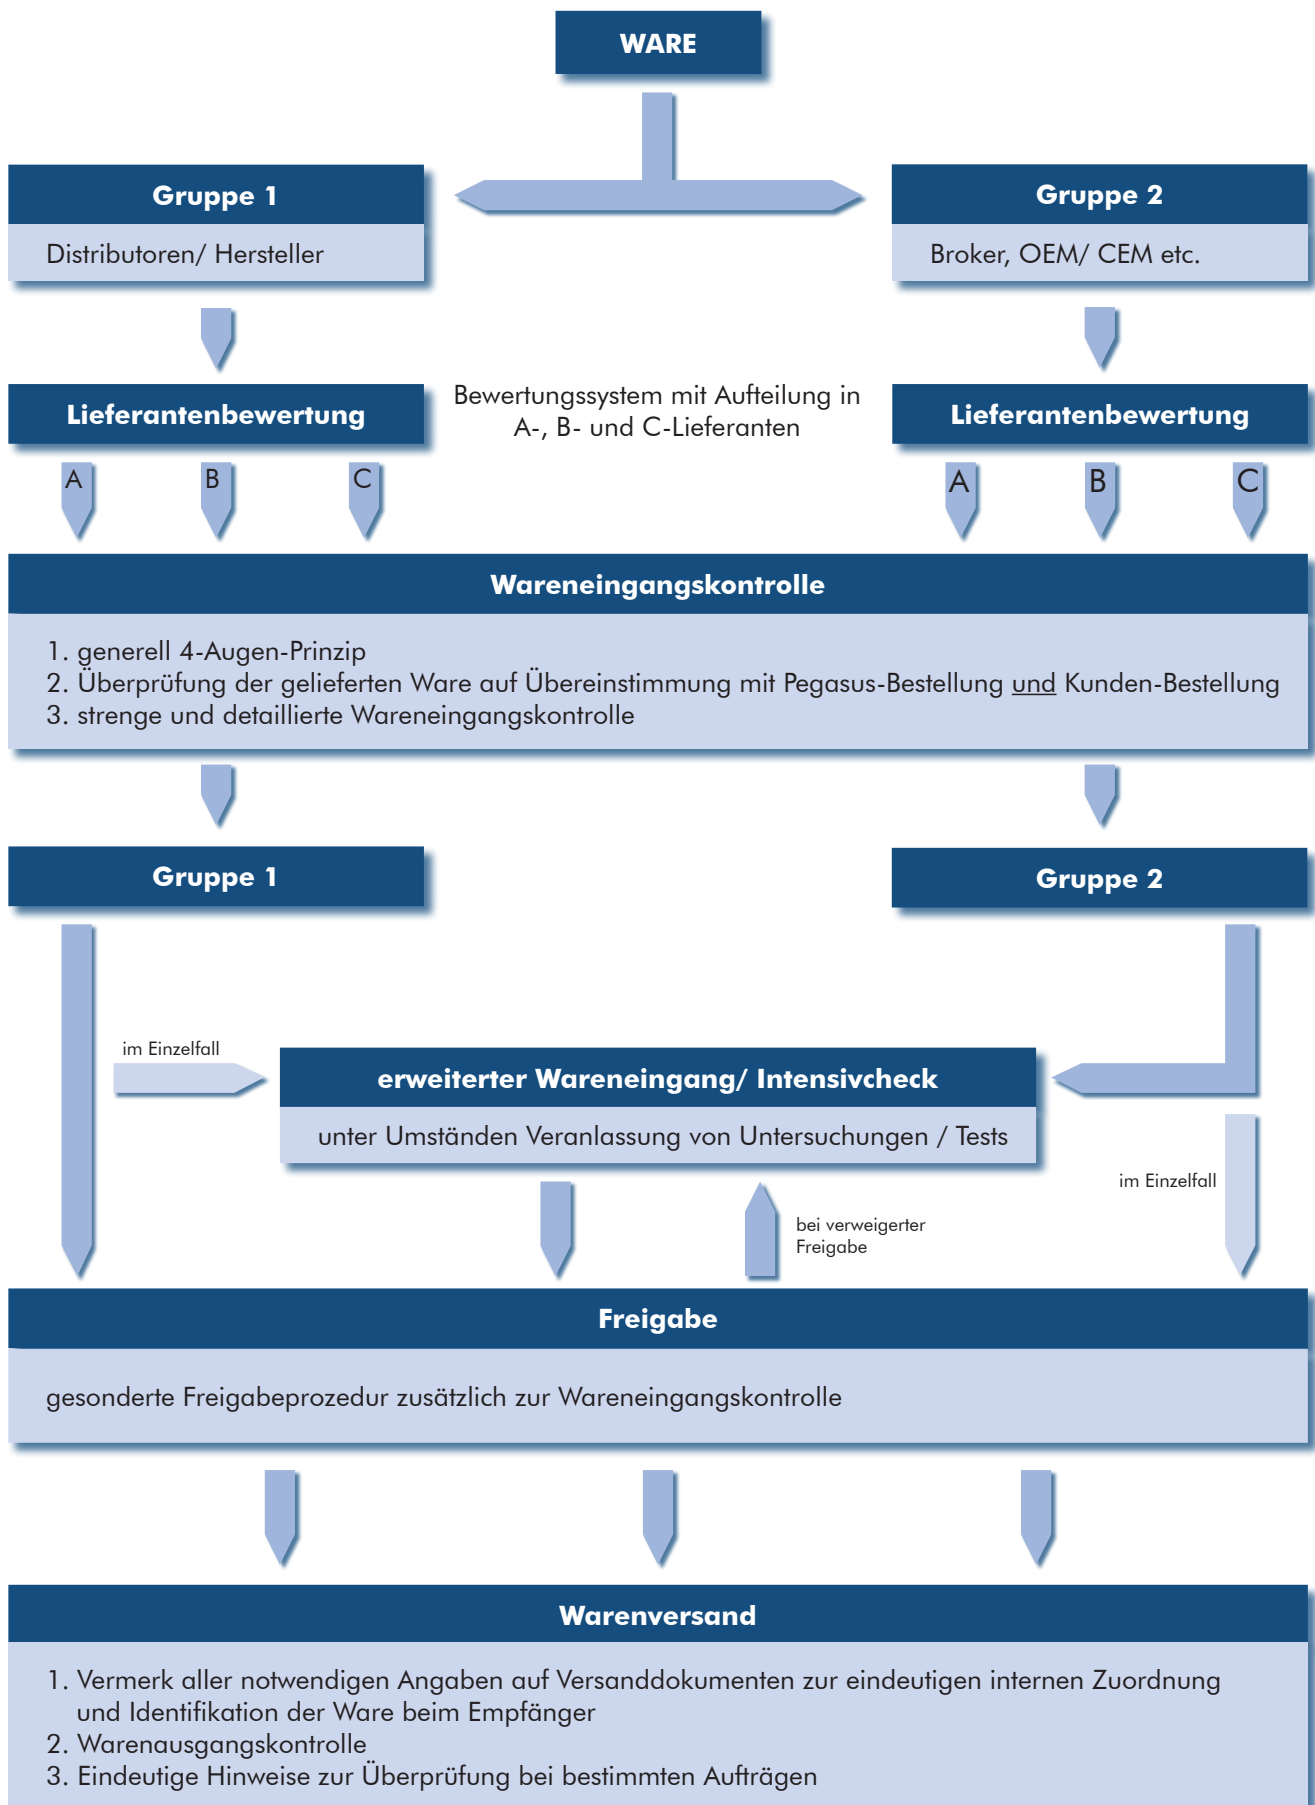 WARE
Gruppe 1
Distributoren/ Hersteller
Gruppe 2
Broker, OEM/ CEM etc.
Lieferantenbewertung
Bewertungssystem mit Aufteilung in
A-, B- und C-Lieferanten
Lieferantenbewertung
A
B
C
A
B
C
Wareneingangskontrolle
1. generell 4-Augen-Prinzip
2. Überprüfung der gelieferten Ware auf Übereinstimmung mit Pegasus-Bestellung und Kunden-Bestellung
3. strenge und detaillierte Wareneingangskontrolle
Gruppe 1
Gruppe 2
im Einzelfall
erweiterter Wareneingang/ Intensivcheck
unter Umständen Veranlassung von Untersuchungen / Tests
im Einzelfall
bei verweigerter
Freigabe
Freigabe
gesonderte Freigabeprozedur zusätzlich zur Wareneingangskontrolle
Warenversand
1. Vermerk aller notwendigen Angaben auf Versanddokumenten zur eindeutigen internen Zuordnung
und Identifikation der Ware beim Empfänger
2. Warenausgangskontrolle
3. Eindeutige Hinweise zur Überprüfung bei bestimmten Aufträgen